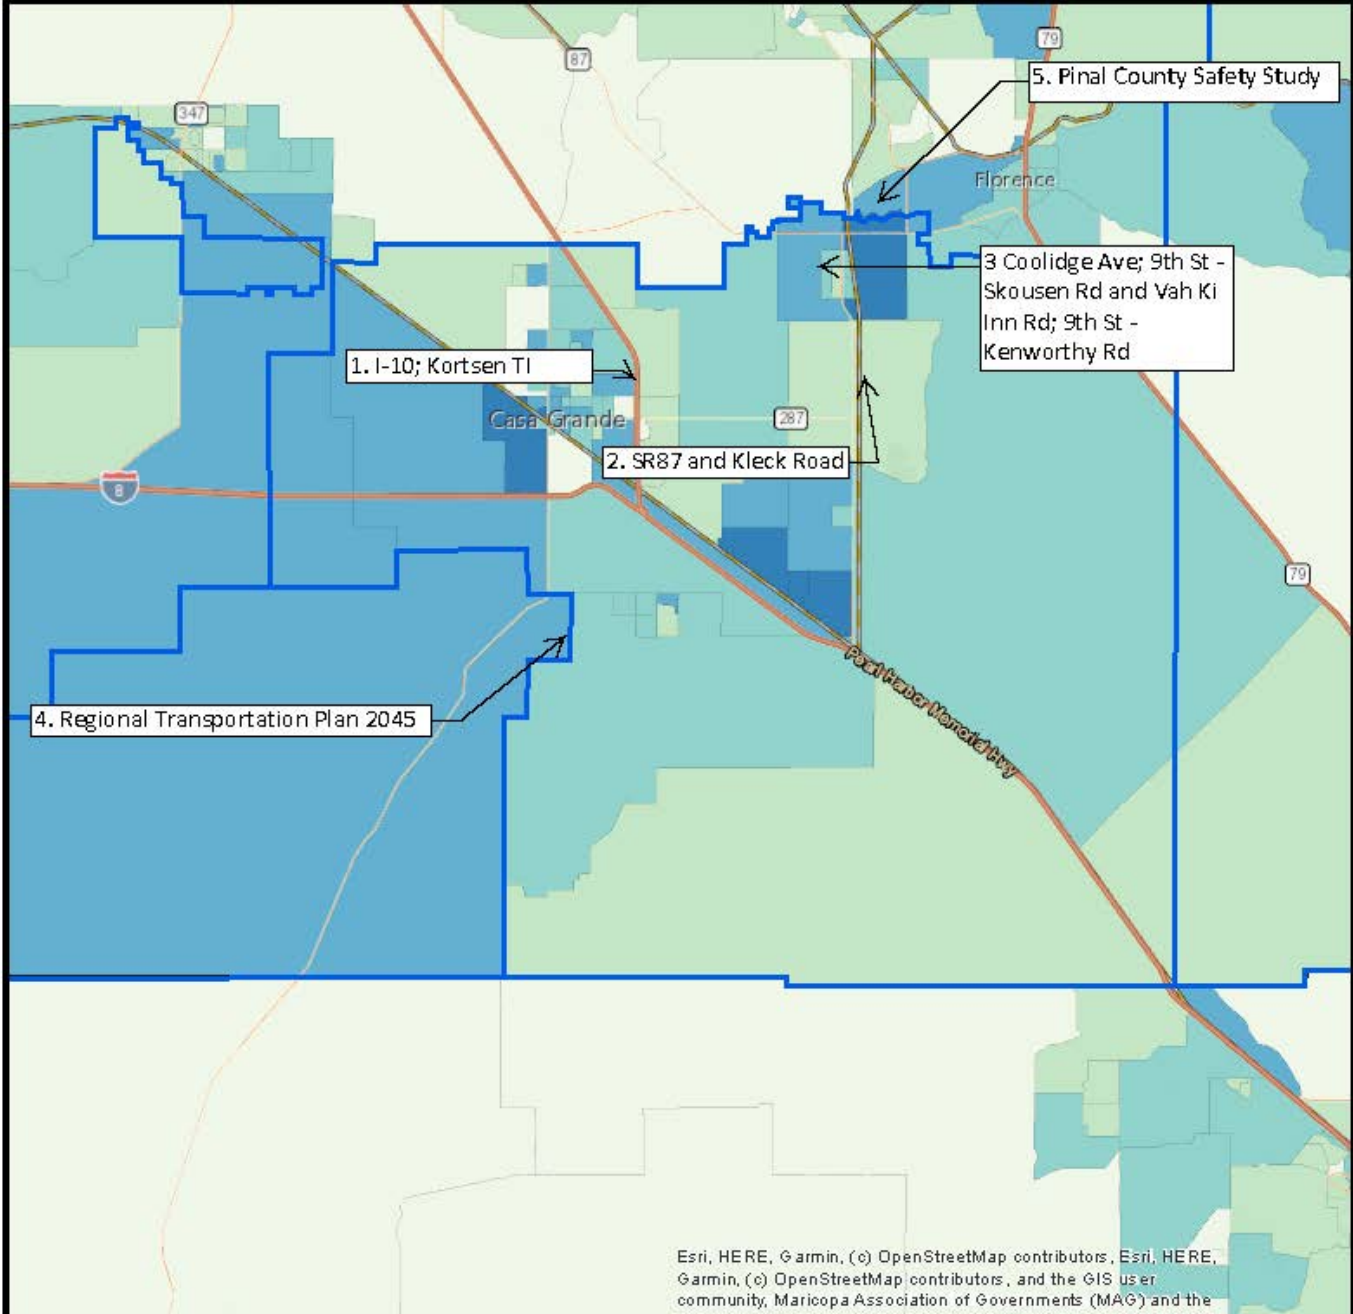 79
87
5. Pinal County Safety Study
347
Florence
3 Coolidge Ave; 9th St -
Skousen Rd and Vah Ki
Inn Rd; 9th St -
Kenworthy Rd
1. I-10; Kortsen TI
Casa Grande
287
2. SR87 and Kleck Road
8
79
Pearl Harbor Memorial Hwy
4. Regional Transportation Plan 2045
Esri, HERE, Garmin, (c) OpenStreetMap contributors, Esri, HERE,
Garmin, (c) OpenStreetMap contributors, and the GIS user
community, Maricopa Association of Governments (MAG) and the